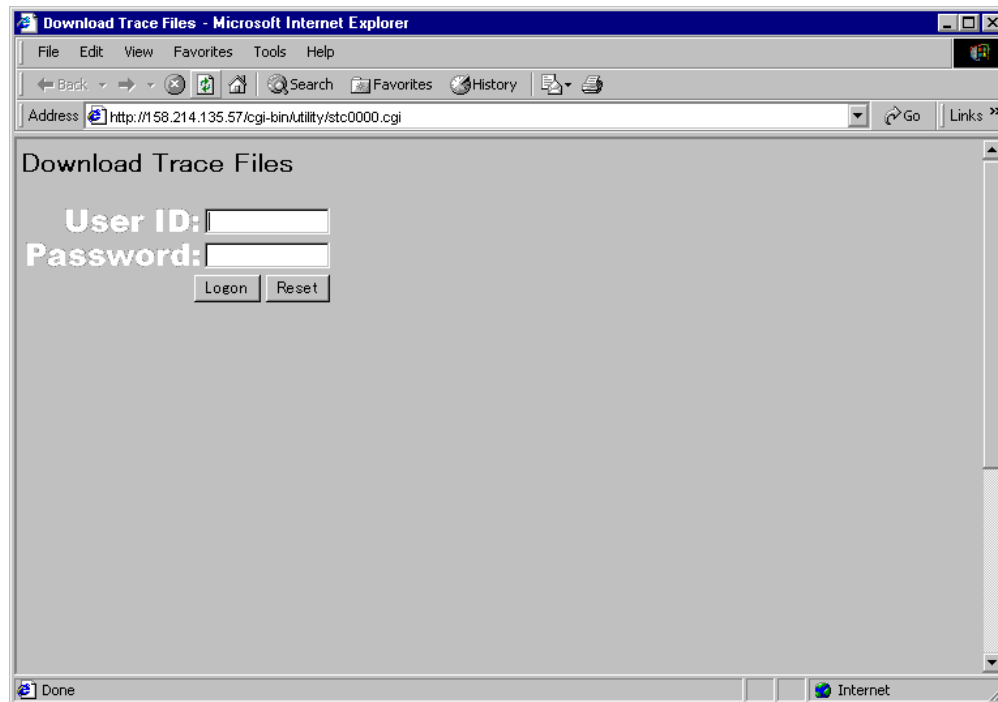 Download Trace Files - Microsoft Internet Explorer
File Edit View Favorites Tools Help
Back Search Favorites History
Address http://158.214.135.57/cgi-bin/utility/stc0000.cgi Go Links »
Download Trace Files
User ID:
Password:
Logon Reset
Done Internet